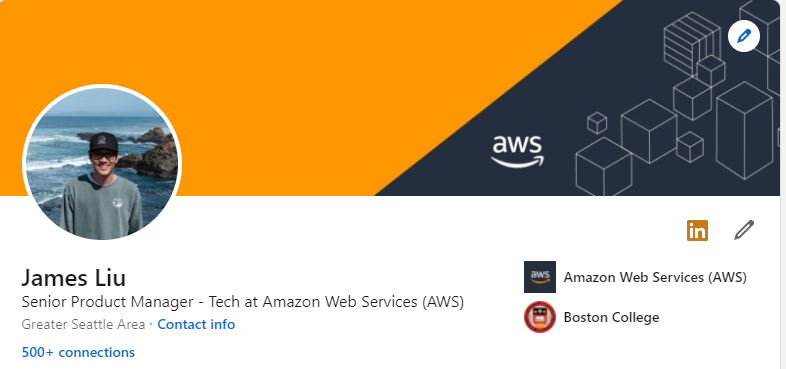 aws
in
James Liu
Senior Product Manager - Tech at Amazon Web Services (AWS)
Greater Seattle Area · Contact info
500+ connections
aws
Amazon Web Services (AWS)
Boston College